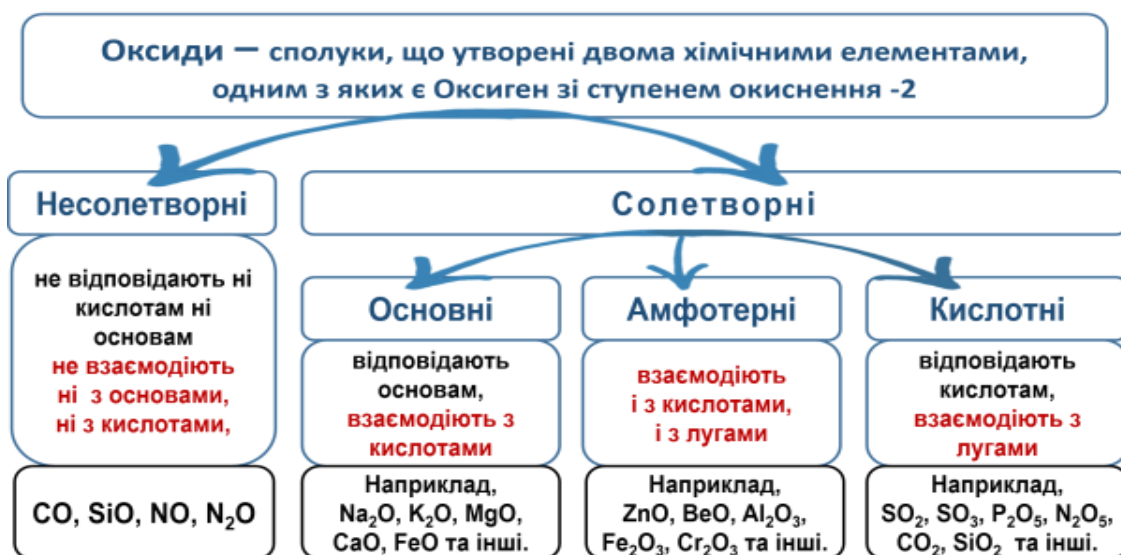 Оксиди – сполуки, що утворені двома хімічними елементами,
одним з яких є Оксиген зі ступенем окиснення -2
Несолетворні
не відповідають ні
кислотам ні
основам
не взаємодіють
ні з основами,
ні з кислотами,
CO, SiO, NO, N₂O
Солетворні
Основні
відповідають
основам,
взаємодіють з
кислотами
Наприклад,
Na₂O, K₂O, MgO,
CaO, FeO та інші.
Амфотерні
взаємодіють
і з кислотами,
і з лугами
Наприклад,
ZnO, BeO, Al₂O₃,
Fe₂O₃, Cr₂O₃ та інші.
Кислотні
відповідають
кислотам,
взаємодіють з
лугами
Наприклад,
SO₂, SO₃, P₂O₅, N₂O₅,
CO₂, SiO₂ та інші.